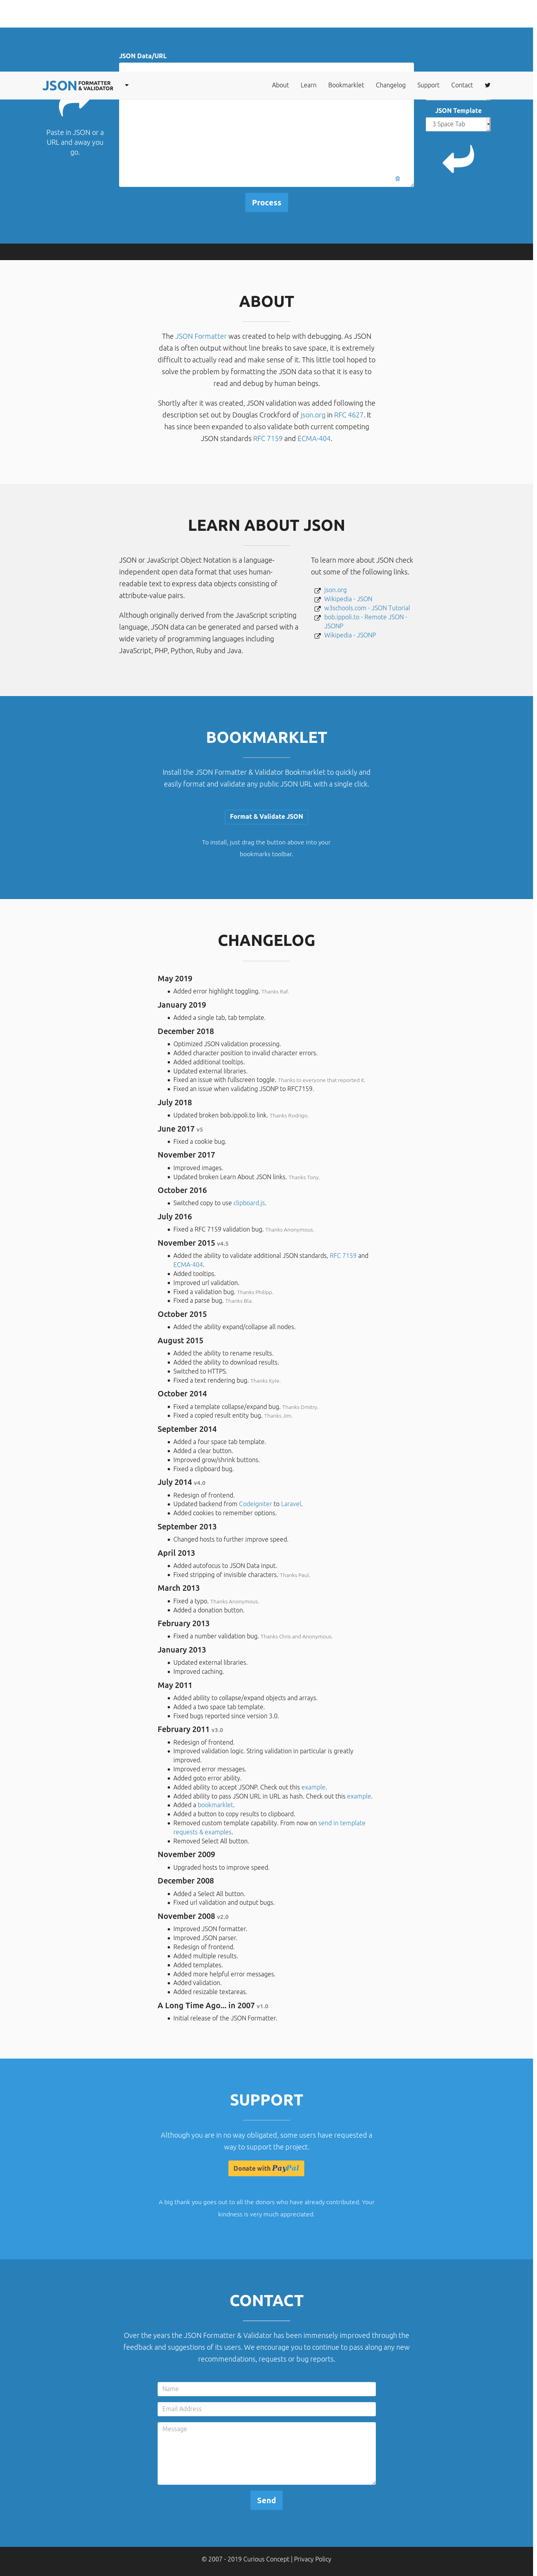 JSON Data/URL
JSON FORMATTER & VALIDATOR
About Learn Bookmarklet Changelog Support Contact
JSON Template
3 Space Tab
Paste in JSON or a
URL and away you
go.
Process
ABOUT
The JSON Formatter was created to help with debugging. As JSON
data is often output without line breaks to save space, it is extremely
difficult to actually read and make sense of it. This little tool hoped to
solve the problem by formatting the JSON data so that it is easy to
read and debug by human beings.
Shortly after it was created, JSON validation was added following the
description set out by Douglas Crockford of json.org in RFC 4627. It
has since been expanded to also validate both current competing
JSON standards RFC 7159 and ECMA-404.
LEARN ABOUT JSON
JSON or JavaScript Object Notation is a language-
independent open data format that uses human-
readable text to express data objects consisting of
attribute-value pairs.
Although originally derived from the JavaScript scripting
language, JSON data can be generated and parsed with a
wide variety of programming languages including
JavaScript, PHP, Python, Ruby and Java.
To learn more about JSON check
out some of the following links.
json.org
Wikipedia - JSON
w3schools.com - JSON Tutorial
bob.ippoli.to - Remote JSON -
JSONP
Wikipedia - JSONP
BOOKMARKLET
Install the JSON Formatter & Validator Bookmarklet to quickly and
easily format and validate any public JSON URL with a single click.
Format & Validate JSON
To install, just drag the button above into your
bookmarks toolbar.
CHANGELOG
May 2019
Added error highlight toggling. Thanks Raf.
January 2019
Added a single tab, tab template.
December 2018
Optimized JSON validation processing.
Added character position to invalid character errors.
Added additional tooltips.
Updated external libraries.
Fixed an issue with fullscreen toggle. Thanks to everyone that reported it.
Fixed an issue when validating JSONP to RFC7159.
July 2018
Updated broken bob.ippoli.to link. Thanks Rodrigo.
June 2017 v5
Fixed a cookie bug.
November 2017
Improved images.
Updated broken Learn About JSON links. Thanks Tony.
October 2016
Switched copy to use clipboard.js.
July 2016
Fixed a RFC 7159 validation bug. Thanks Anonymous.
November 2015 v4.5
Added the ability to validate additional JSON standards, RFC 7159 and
ECMA-404.
Added tooltips.
Improved url validation.
Fixed a validation bug. Thanks Philipp.
Fixed a parse bug. Thanks Bla.
October 2015
Added the ability expand/collapse all nodes.
August 2015
Added the ability to rename results.
Added the ability to download results.
Switched to HTTPS.
Fixed a text rendering bug. Thanks Kyle.
October 2014
Fixed a template collapse/expand bug. Thanks Dmitry.
Fixed a copied result entity bug. Thanks Jim.
September 2014
Added a four space tab template.
Added a clear button.
Improved grow/shrink buttons.
Fixed a clipboard bug.
July 2014 v4.0
Redesign of frontend.
Updated backend from CodeIgniter to Laravel.
Added cookies to remember options.
September 2013
Changed hosts to further improve speed.
April 2013
Added autofocus to JSON Data input.
Fixed stripping of invisible characters. Thanks Paul.
March 2013
Fixed a typo. Thanks Anonymous.
Added a donation button.
February 2013
Fixed a number validation bug. Thanks Chris and Anonymous.
January 2013
Updated external libraries.
Improved caching.
May 2011
Added ability to collapse/expand objects and arrays.
Added a two space tab template.
Fixed bugs reported since version 3.0.
February 2011 v3.0
Redesign of frontend.
Improved validation logic. String validation in particular is greatly
improved.
Improved error messages.
Added goto error ability.
Added ability to accept JSONP. Check out this example.
Added ability to pass JSON URL in URL as hash. Check out this example.
Added a bookmarklet.
Added a button to copy results to clipboard.
Removed custom template capability. From now on send in template
requests & examples.
Removed Select All button.
November 2009
Upgraded hosts to improve speed.
December 2008
Added a Select All button.
Fixed url validation and output bugs.
November 2008 v2.0
Improved JSON formatter.
Improved JSON parser.
Redesign of frontend.
Added multiple results.
Added templates.
Added more helpful error messages.
Added validation.
Added resizable textareas.
A Long Time Ago... in 2007 v1.0
Initial release of the JSON Formatter.
SUPPORT
Although you are in no way obligated, some users have requested a
way to support the project.
Donate with PayPal
A big thank you goes out to all the donors who have already contributed. Your
kindness is very much appreciated.
CONTACT
Over the years the JSON Formatter & Validator has been immensely improved through the
feedback and suggestions of its users. We encourage you to continue to pass along any new
recommendations, requests or bug reports.
Name
Email Address
Message
Send
© 2007 - 2019 Curious Concept | Privacy Policy